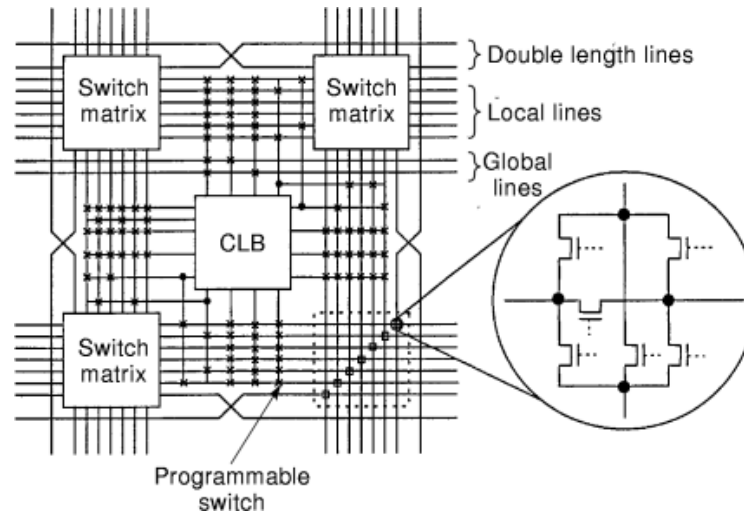 Double length lines
Switch
matrix
Switch
matrix
Local lines
Global
lines
CLB
Switch
matrix
Programmable
switch